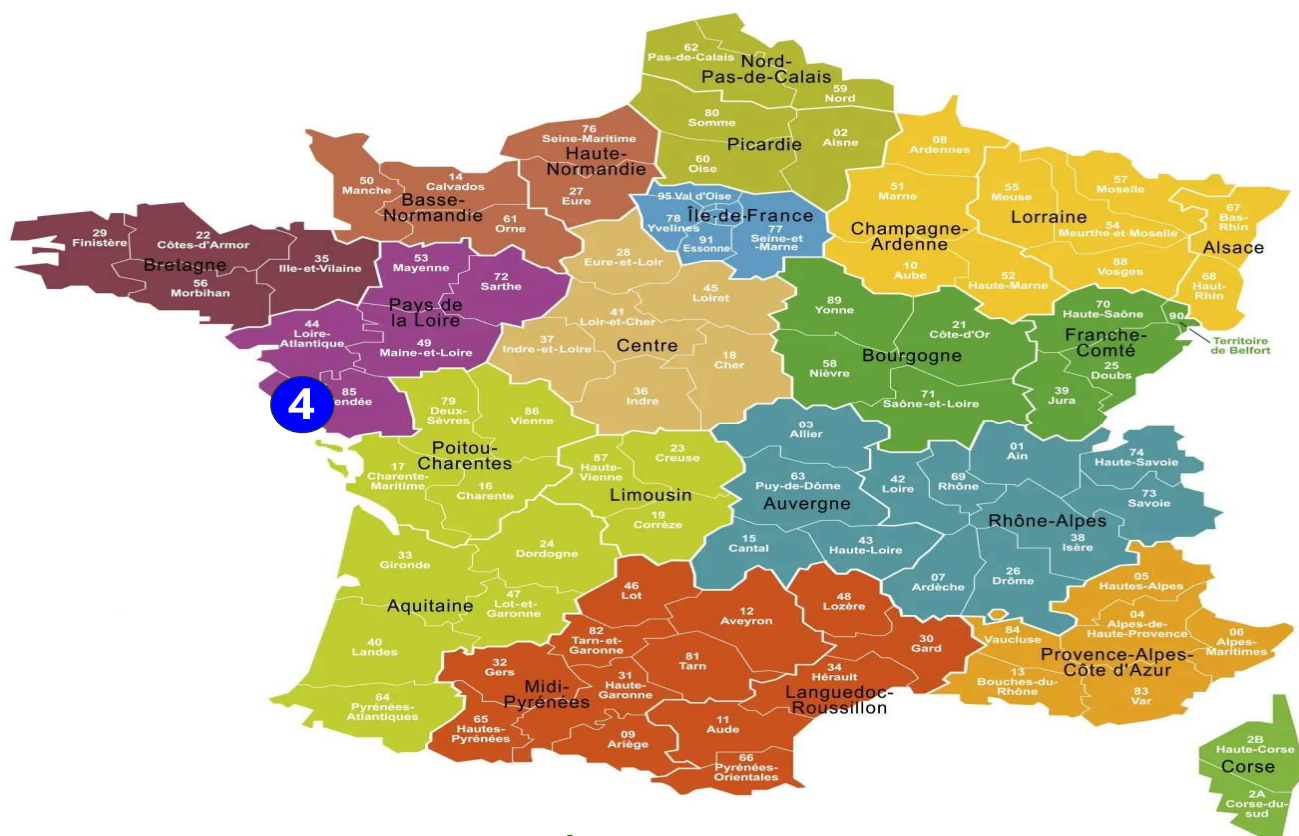 62
Pas-de-Calais
Nord-
Pas-de-Calais
59
Nord
80
Somme
02
Aisne
Picardie
60
Oise
76
Seine-Maritime
Haute-
Normandie
27
Eure
50
Manche
14
Calvados
Basse-
Normandie
61
Orne
95 Val d'Oise
Île-de-France
78
Yvelines
91
Essonne
77
Seine-et
-Marne
08
Ardennes
51
Marne
Champagne-
Ardenne
10
Aube
52
Haute-Marne
55
Meuse
57
Moselle
Lorraine
54
Meurthe-et-Moselle
88
Vosges
67
Bas-
Rhin
Alsace
68
Haut-
Rhin
29
Finistère
22
Côtes-d'Armor
Bretagne
56
Morbihan
35
Ille-et-Vilaine
53
Mayenne
72
Sarthe
Pays de
la Loire
44
Loire-
Atlantique
49
Maine-et-Loire
4
85
endée
28
Eure-et-Loir
45
Loiret
41
Loir-et-Cher
37
Indre-et-Loire
Centre
18
Cher
36
Indre
89
Yonne
21
Côte-d'Or
Bourgogne
58
Nièvre
71
Saône-et-Loire
70
Haute-Saône
90
Territoire
de Belfort
Franche-
Comté
25
Doubs
39
Jura
79
Deux-
Sèvres
86
Vienne
Poitou-
Charentes
17
Charente-
Maritime
16
Charente
87
Haute-
Vienne
23
Creuse
Limousin
19
Corrèze
03
Allier
63
Puy-de-Dôme
Auvergne
15
Cantal
43
Haute-Loire
42
Loire
69
Rhône
01
Ain
74
Haute-Savoie
73
Savoie
Rhône-Alpes
38
Isère
07
Ardèche
26
Drôme
33
Gironde
24
Dordogne
Aquitaine
47
Lot-et-
Garonne
40
Landes
64
Pyrénées-
Atlantiques
46
Lot
12
Aveyron
82
Tarn-et-
Garonne
81
Tarn
32
Gers
31
Haute-
Garonne
Midi-
Pyrénées
65
Hautes-
Pyrénées
09
Ariège
48
Lozère
30
Gard
34
Hérault
Languedoc-
Roussillon
11
Aude
66
Pyrénées-
Orientales
05
Hautes-Alpes
04
Alpes-de-
Haute-Provence
06
Alpes-
Maritimes
84
Vaucluse
Provence-Alpes-
Côte d'Azur
13
Bouches-du-
Rhône
83
Var
2B
Haute-Corse
Corse
2A
Corse-du-
sud